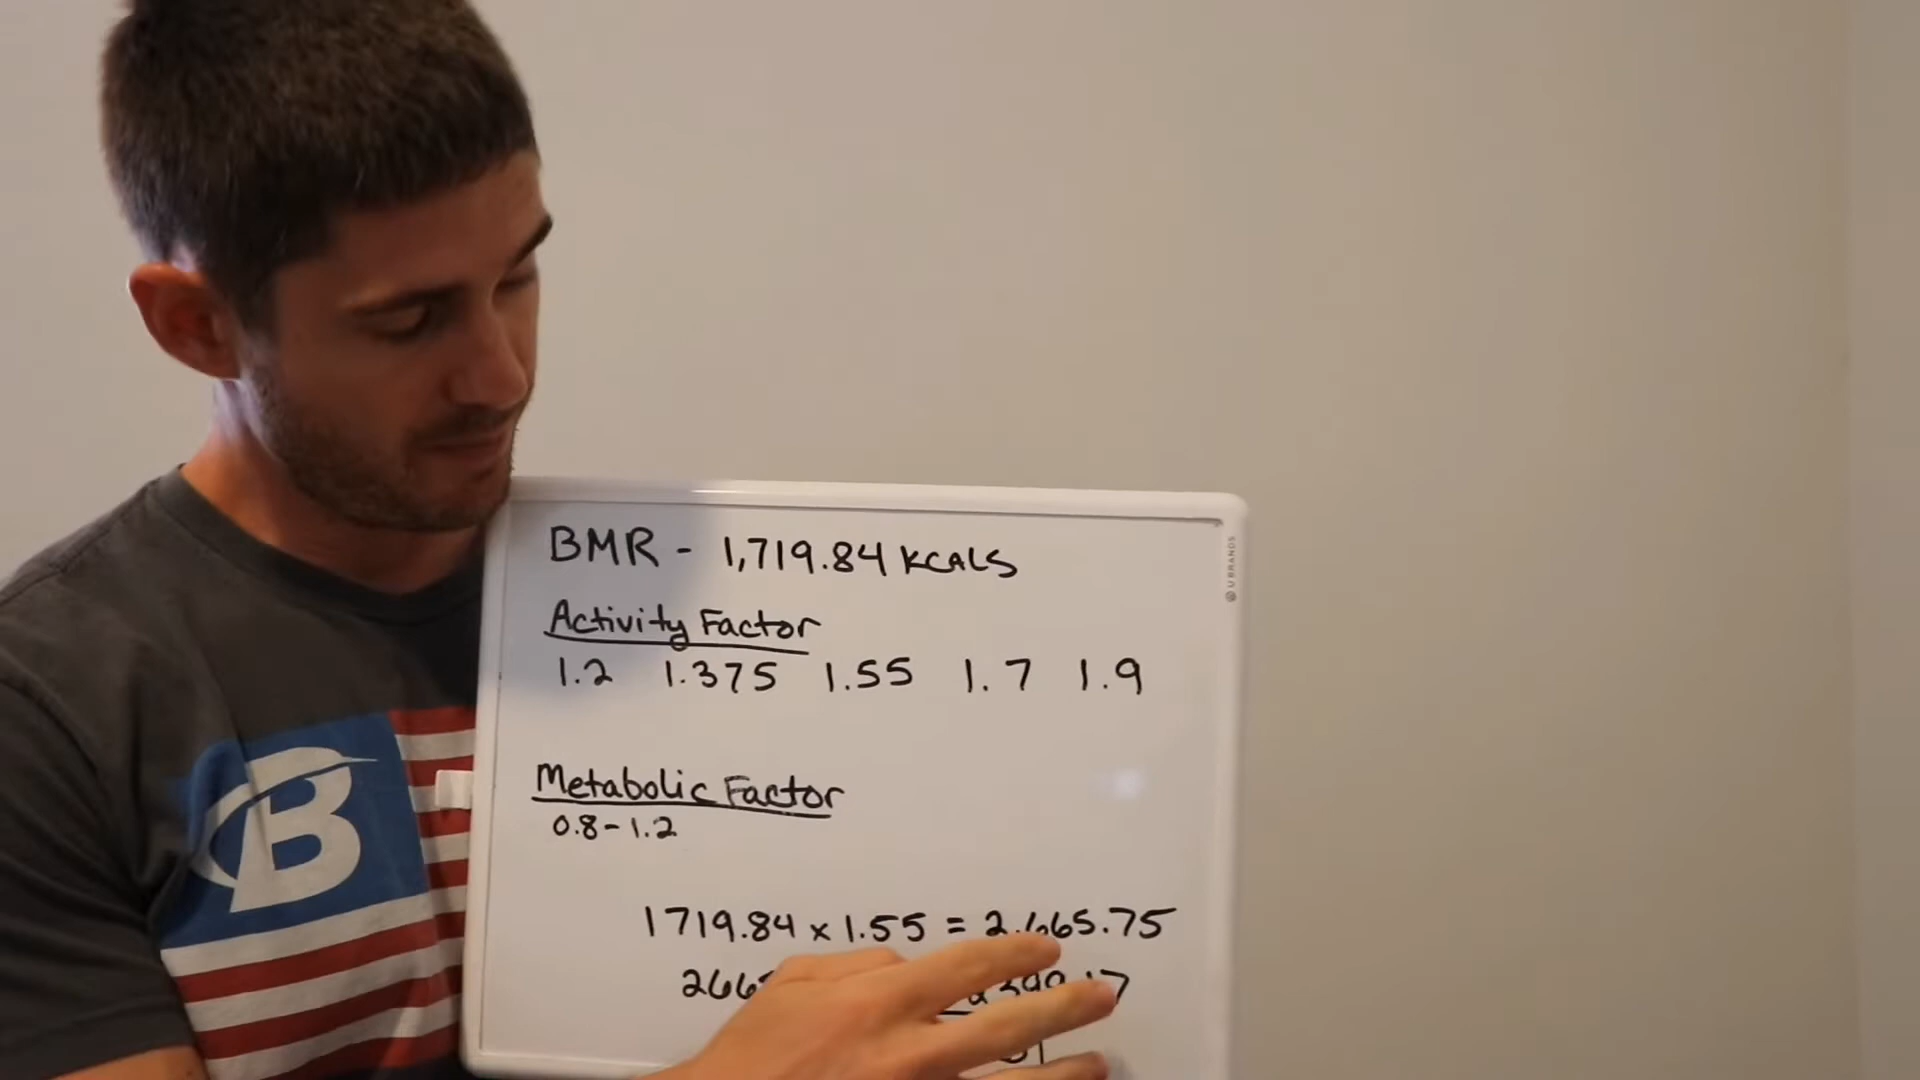 BMR - 1,719.84 KCALS
Activity Factor
1.2 1.375 1.55 1.7 1.9
Metabolic Factor
0.8-1.2
1719.84 x 1.55 = 2,665.75
U BRANDS
B